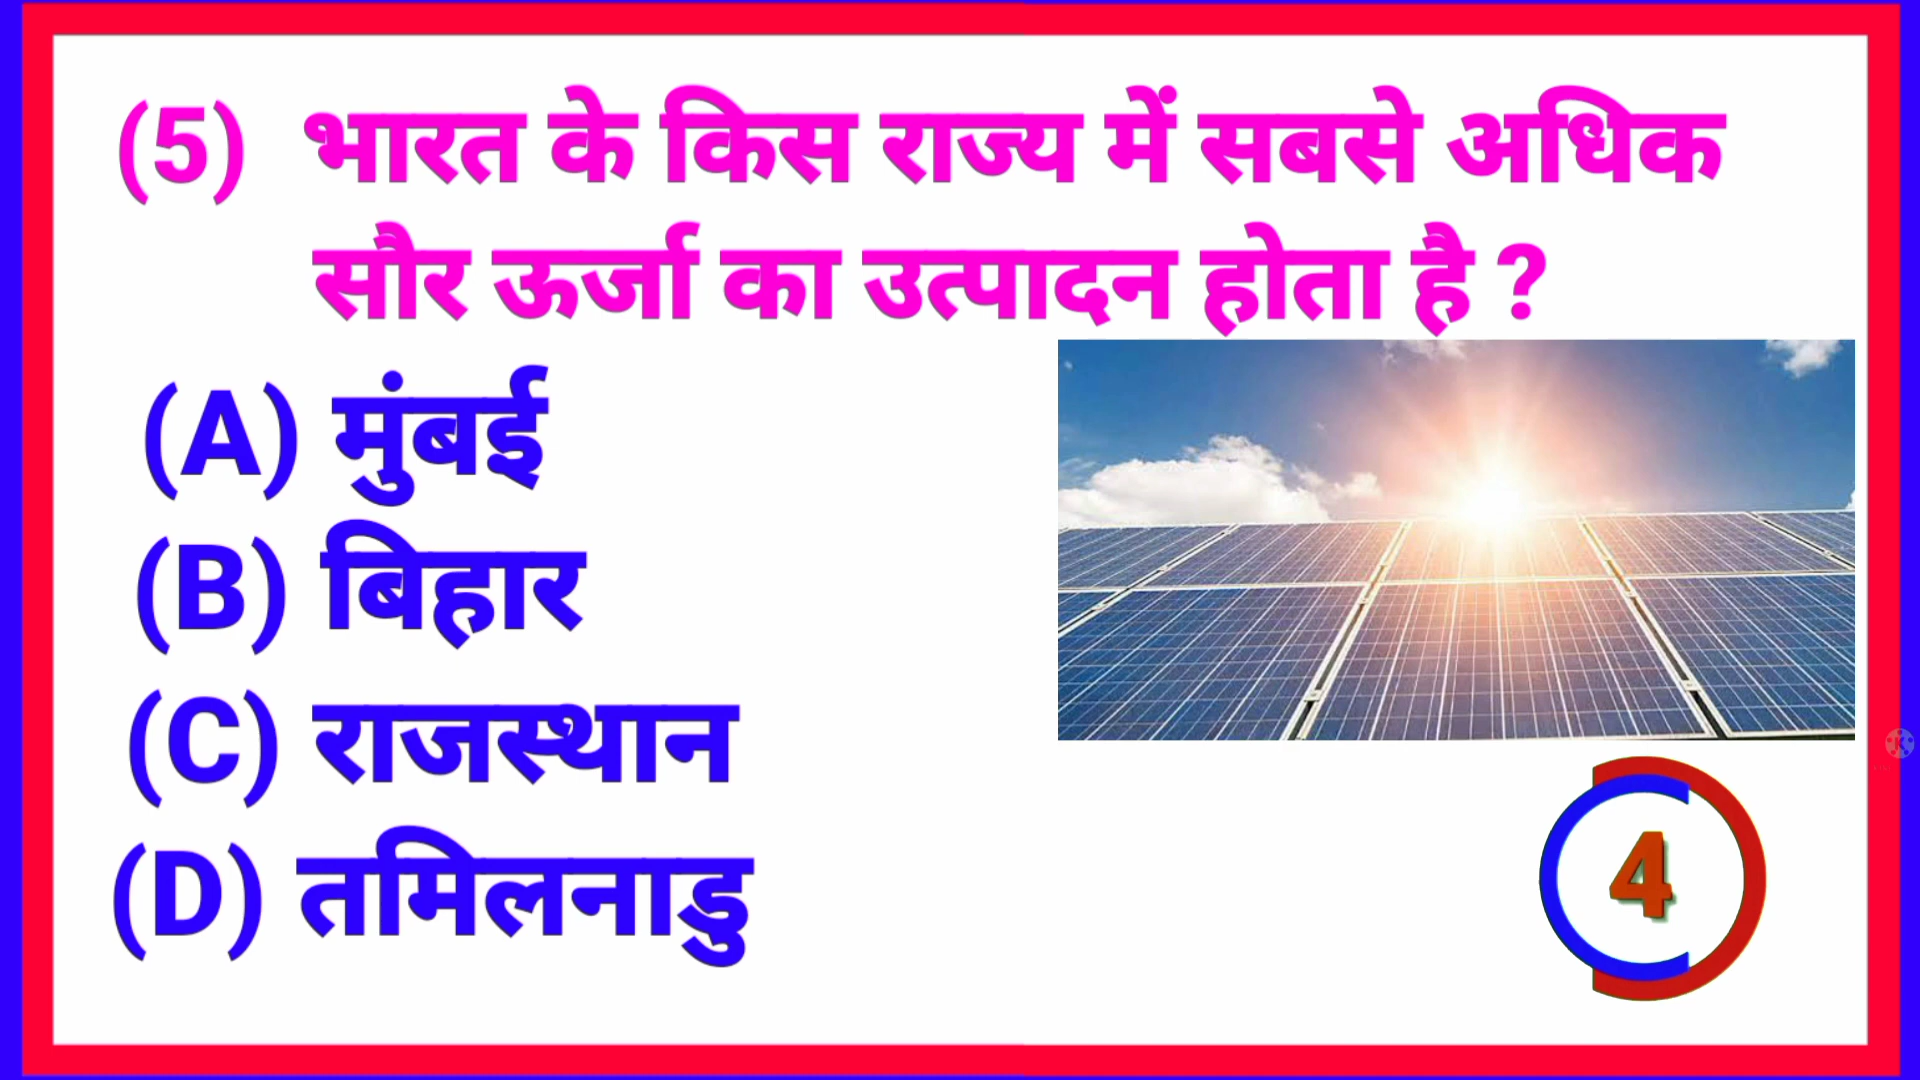 (5) भारत के किस राज्य में सबसे अधिक
सौर ऊर्जा का उत्पादन होता है ?
(A) मुंबई
(B) बिहार
(C) राजस्थान
(D) तमिलनाडु
4